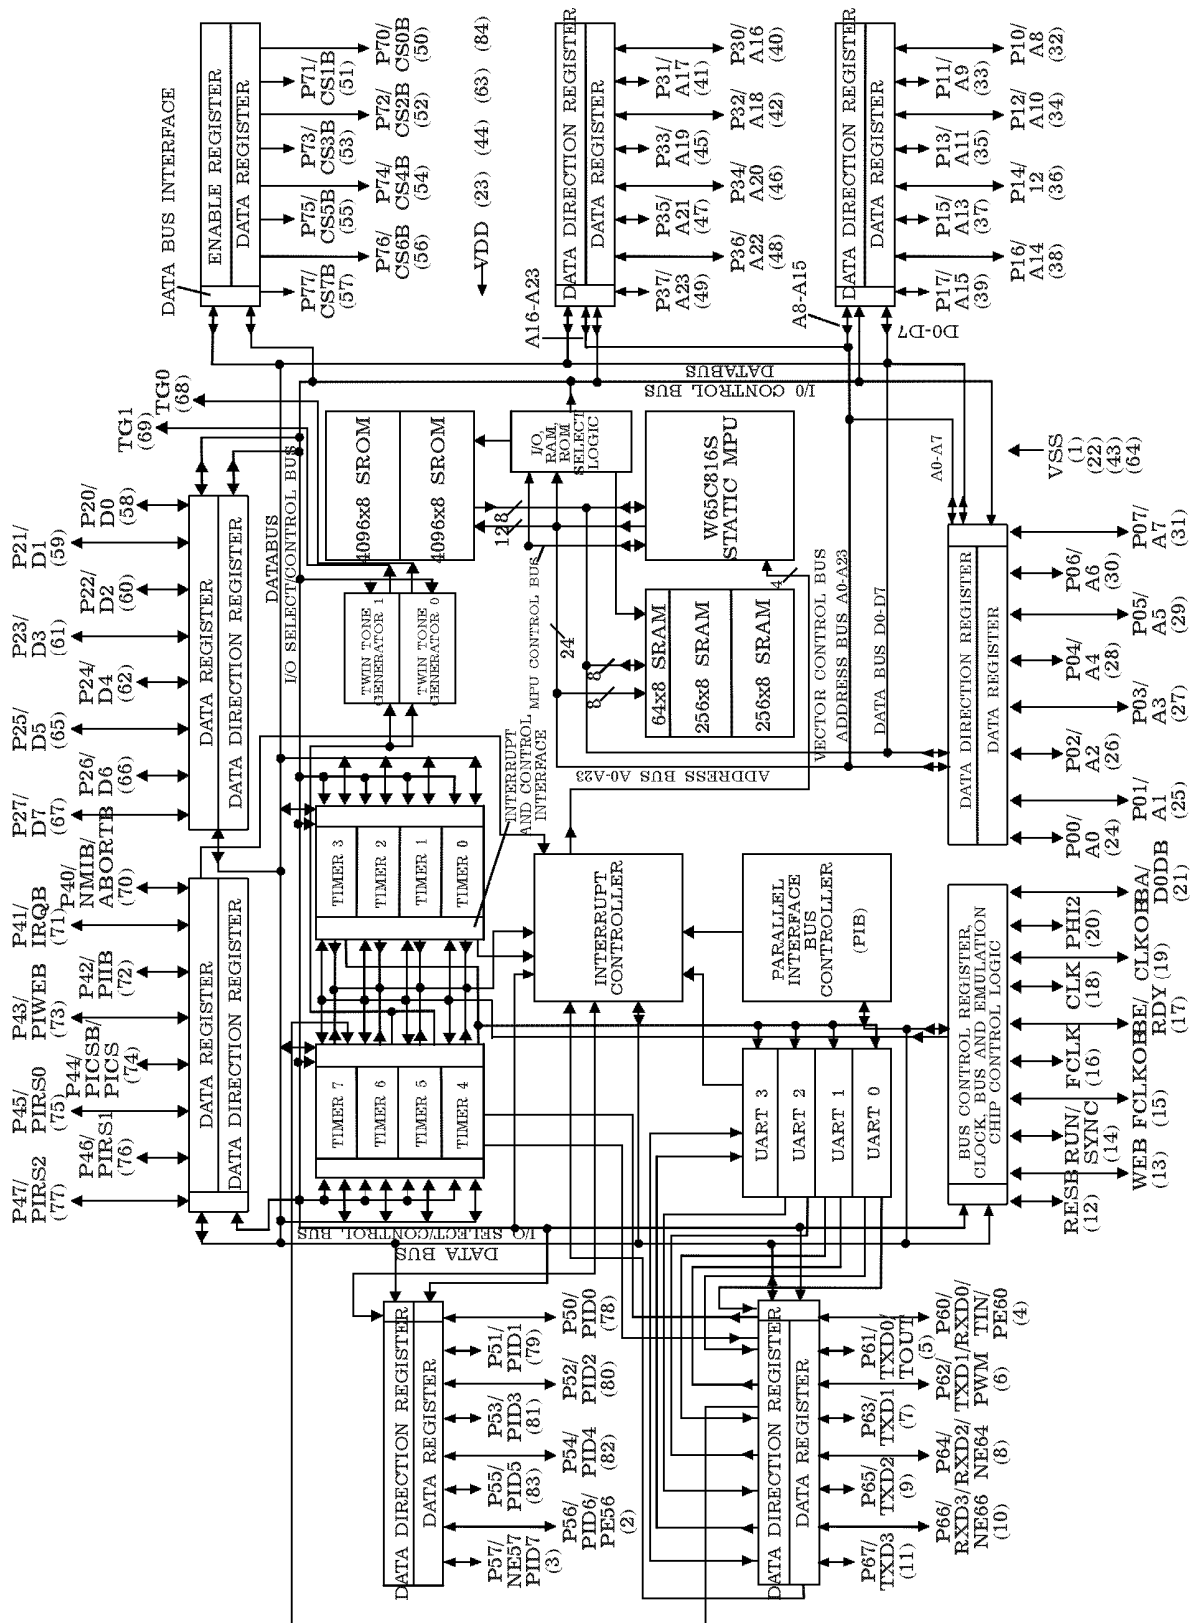 DATA BUS INTERFACE
ENABLE REGISTER
DATA REGISTER
P77/
CS7B
(57)
P76/
CS6B
(56)
P75/
CS5B
(55)
P74/
CS4B
(54)
P73/
CS3B
(53)
P72/
CS2B
(52)
P71/
CS1B
(51)
P70/
CS0B
(50)
VDD (23) (44) (63) (84)
A16-A23
DATA DIRECTION REGISTER
DATA REGISTER
P37/
A23
(49)
P36/
A22
(48)
P35/
A21
(47)
P34/
A20
(46)
P33/
A19
(45)
P32/
A18
(42)
P31/
A17
(41)
P30/
A16
(40)
A8-A15
D0-D7
DATA DIRECTION REGISTER
DATA REGISTER
P17/
A15
(39)
P16/
A14
(38)
P15/
A13
(37)
P14/
12
(36)
P13/
A11
(35)
P12/
A10
(34)
P11/
A9
(33)
P10/
A8
(32)
TG1
(69)
TG0
(68)
DATABUS
I/O CONTROL BUS
4096x8 SROM
4096x8 SROM
I/O,
RAM,
ROM
SELECT
LOGIC
W65C816S
STATIC MPU
128
A0-A7
VSS
(1)
(22)
(43)
(64)
P27/
D7
(67)
P26/
D6
(66)
P25/
D5
(65)
P24/
D4
(62)
P23/
D3
(61)
P22/
D2
(60)
P21/
D1
(59)
P20/
D0
(58)
DATA REGISTER
DATA DIRECTION REGISTER
DATABUS
I/O SELECT/CONTROL BUS
TWIN TONE
GENERATOR 1
TWIN TONE
GENERATOR 0
MPU CONTROL BUS
24
8
8
4
64x8 SRAM
256x8 SRAM
256x8 SRAM
VECTOR CONTROL BUS
ADDRESS BUS A0-A23
DATA BUS D0-D7
ADDRESS BUS A0-A23
INTERRUPT
AND CONTROL
INTERFACE
DATA DIRECTION REGISTER
DATA REGISTER
P00/
A0
(24)
P01/
A1
(25)
P02/
A2
(26)
P03/
A3
(27)
P04/
A4
(28)
P05/
A5
(29)
P06/
A6
(30)
P07/
A7
(31)
P47/
PIRS2
(77)
P46/
PIRS1
(76)
P45/
PIRS0
(75)
P44/
PICSB/
PICS
(74)
P43/
PIWEB
(73)
P42/
PIIB
(72)
P41/
IRQB
(71)
P40/
NMIB/
ABORTB
(70)
DATA REGISTER
DATA DIRECTION REGISTER
TIMER 3
TIMER 2
TIMER 1
TIMER 0
TIMER 7
TIMER 6
TIMER 5
TIMER 4
INTERRUPT
CONTROLLER
PARALLEL
INTERFACE
BUS
CONTROLLER
(PIB)
UART 3
UART 2
UART 1
UART 0
BUS CONTROL REGISTER,
CLOCK, BUS AND EMULATION
CHIP CONTROL LOGIC
RESB
(12)
WEB
(13)
RUN/
SYNC
(14)
FCLKOB
(15)
FCLK
(16)
BE/
RDY
(17)
CLK
(18)
CLKOB
(19)
PHI2
(20)
BA/
D0DB
(21)
I/O SELECT/CONTROL BUS
DATA BUS
DATA DIRECTION REGISTER
DATA REGISTER
P57/
NE57
PID7
(3)
P56/
PID6/
PE56
(2)
P55/
PID5
(83)
P54/
PID4
(82)
P53/
PID3
(81)
P52/
PID2
(80)
P51/
PID1
(79)
P50/
PID0
(78)
DATA DIRECTION REGISTER
DATA REGISTER
P67/
TXD3
(11)
P66/
RXD3/
NE66
(10)
P65/
TXD2
(9)
P64/
RXD2/
NE64
(8)
P63/
TXD1
(7)
P62/
TXD1/
PWM
(6)
P61/
TXD0/
TOUT
(5)
P60/
RXD0/
TIN/
PE60
(4)